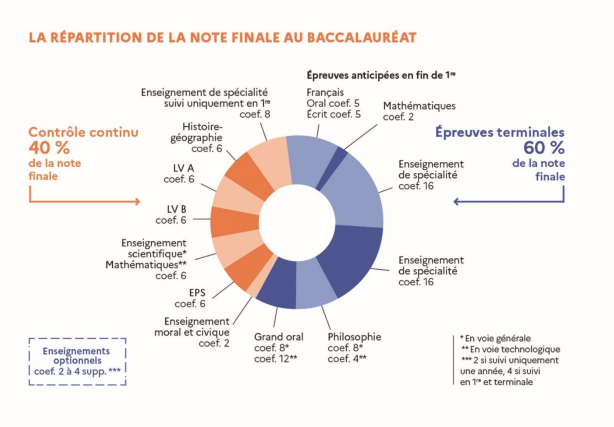 LA RÉPARTITION DE LA NOTE FINALE AU BACCALAURÉAT
Épreuves anticipées en fin de 1ʳᵉ
Enseignement de spécialité
suivi uniquement en 1ʳᵉ
coef. 8
Français
Oral coef. 5
Écrit coef. 5
Mathématiques
coef. 2
Histoire-
géographie
coef. 6
Contrôle continu
40 %
de la note
finale
Épreuves terminales
60 %
de la note
finale
LV A
coef. 6
Enseignement
de spécialité
coef. 16
LV B
coef. 6
Enseignement
scientifique*
Mathématiques**
coef. 6
Enseignement
de spécialité
coef. 16
EPS
coef. 6
Enseignement
moral et civique
coef. 2
Grand oral
coef. 8*
coef. 12**
Philosophie
coef. 8*
coef. 4**
Enseignements
optionnels
coef. 2 à 4 supp. ***
* En voie générale
** En voie technologique
*** 2 si suivi uniquement
une année, 4 si suivi
en 1ʳᵉ et terminale